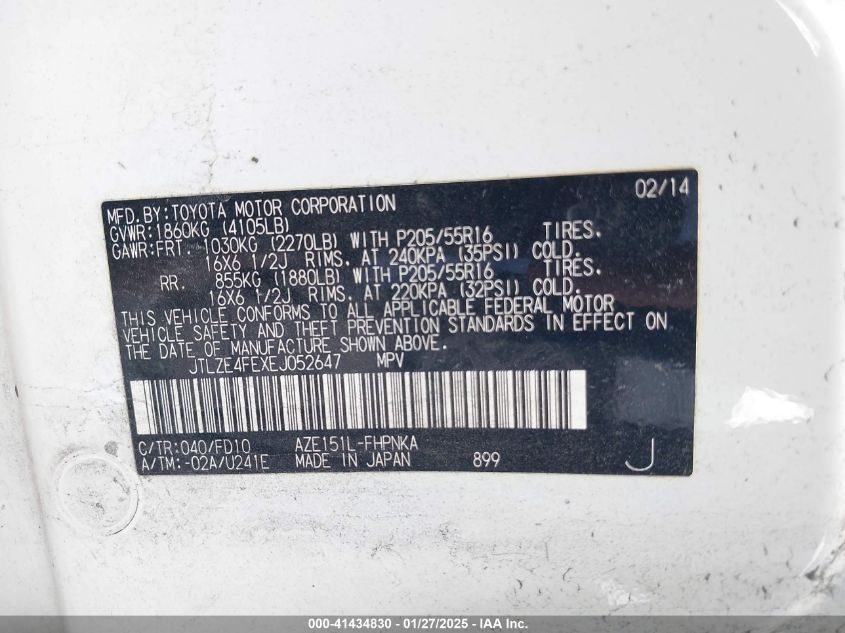 02/14
MFD. BY: TOYOTA MOTOR CORPORATION
GVWR: 1860KG (4105LB)
GAWR: FRT. 1030KG (2270LB) WITH P205/55R16 TIRES.
16X6 1/2J RIMS. AT 240KPA (35PSI) COLD.
RR. 855KG (1880LB) WITH P205/55R16 TIRES.
16X6 1/2J RIMS. AT 220KPA (32PSI) COLD.
THIS VEHICLE CONFORMS TO ALL APPLICABLE FEDERAL MOTOR
VEHICLE SAFETY AND THEFT PREVENTION STANDARDS IN EFFECT ON
THE DATE OF MANUFACTURE SHOWN ABOVE.
JTLZE4FEXEJ052647 MPV
C/TR: 040/FD10 AZE151L-FHPNKA
A/TM: -02A/U241E MADE IN JAPAN 899 J
000-41434830 - 01/27/2025 - IAA Inc.